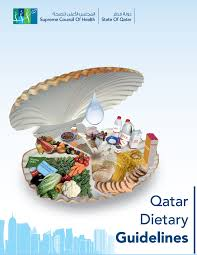 المجلس الأعلى للصحة
Supreme Council Of Health
دولة قطر
State Of Qatar
Qatar
Dietary
Guidelines